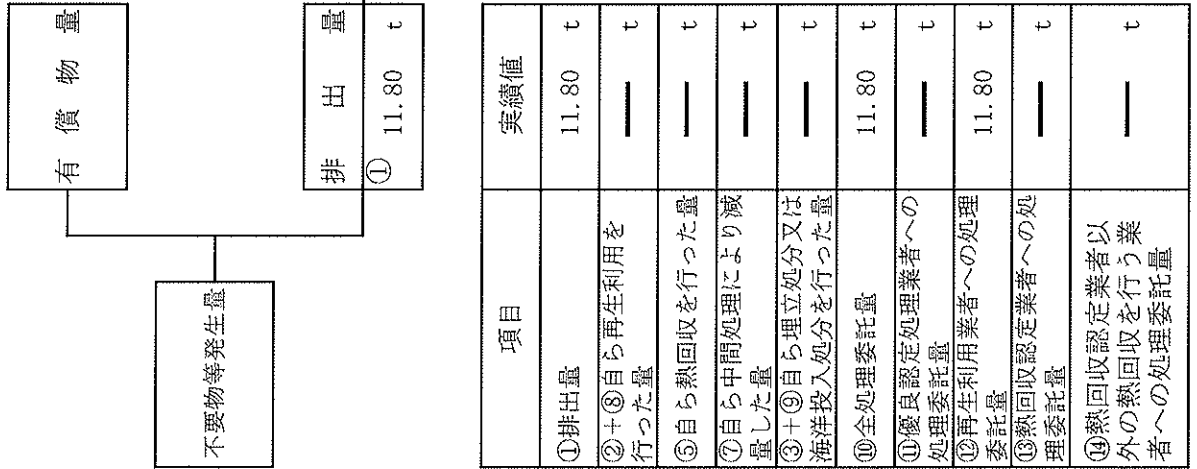 不要物等発生量
有償物量
排出量
① 11.80 t
項目 実績値
①排出量 11.80 t
②+⑧自ら再生利用を
行った量 — t
⑤自ら熱回収を行った量 — t
⑦自ら中間処理により減
量した量 — t
③+⑨自ら埋立処分又は
海洋投入処分を行った量 — t
⑩全処理委託量 11.80 t
⑪優良認定処理業者への
処理委託量 — t
⑫再生利用業者への処理
委託量 11.80 t
⑬熱回収認定業者への処
理委託量 — t
⑭熱回収認定業者以
外の熱回収を行う業
者への処理委託量 — t